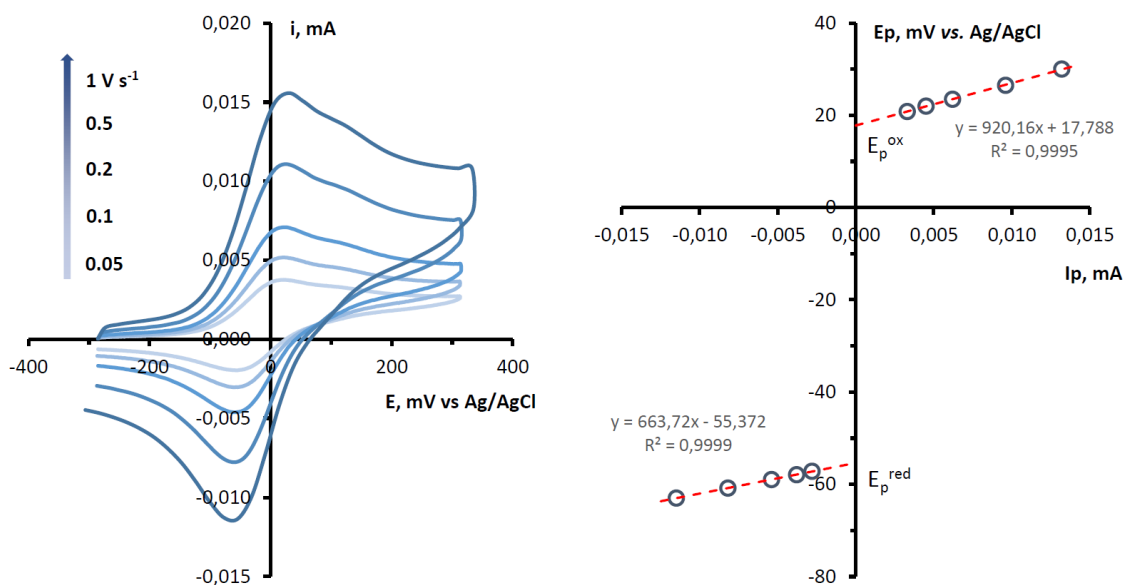 i, mA
0,020
0,015
0,010
0,005
0,000
-0,005
-0,010
-0,015
-400
-200
0
200
400
E, mV vs Ag/AgCl
1 V s⁻¹
0.5
0.2
0.1
0.05
Ep, mV vs. Ag/AgCl
40
20
0
-20
-40
-60
-80
-0,015
-0,010
-0,005
0,000
0,005
0,010
0,015
Ip, mA
E_p^ox
y = 920,16x + 17,788
R² = 0,9995
y = 663,72x - 55,372
R² = 0,9999
E_p^red